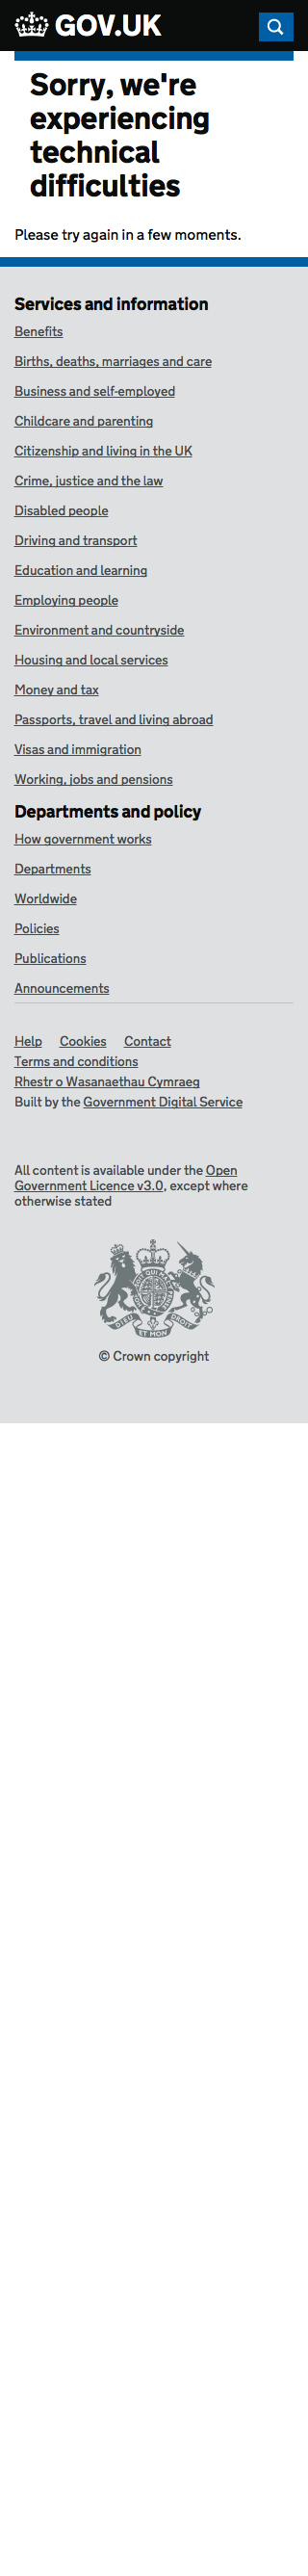 GOV.UK
Sorry, we're
experiencing
technical
difficulties
Please try again in a few moments.
Services and information
Benefits
Births, deaths, marriages and care
Business and self-employed
Childcare and parenting
Citizenship and living in the UK
Crime, justice and the law
Disabled people
Driving and transport
Education and learning
Employing people
Environment and countryside
Housing and local services
Money and tax
Passports, travel and living abroad
Visas and immigration
Working, jobs and pensions
Departments and policy
How government works
Departments
Worldwide
Policies
Publications
Announcements
Help Cookies Contact
Terms and conditions
Rhestr o Wasanaethau Cymraeg
Built by the Government Digital Service
All content is available under the Open
Government Licence v3.0, except where
otherwise stated
DIEU ET MON DROIT
© Crown copyright